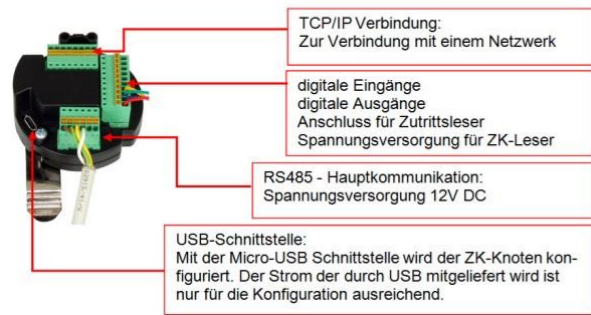 TCP/IP Verbindung:
Zur Verbindung mit einem Netzwerk
digitale Eingänge
digitale Ausgänge
Anschluss für Zutrittsleser
Spannungsversorgung für ZK-Leser
RS485 - Hauptkommunikation:
Spannungsversorgung 12V DC
USB-Schnittstelle:
Mit der Micro-USB Schnittstelle wird der ZK-Knoten kon-
figuriert. Der Strom der durch USB mitgeliefert wird ist
nur für die Konfiguration ausreichend.